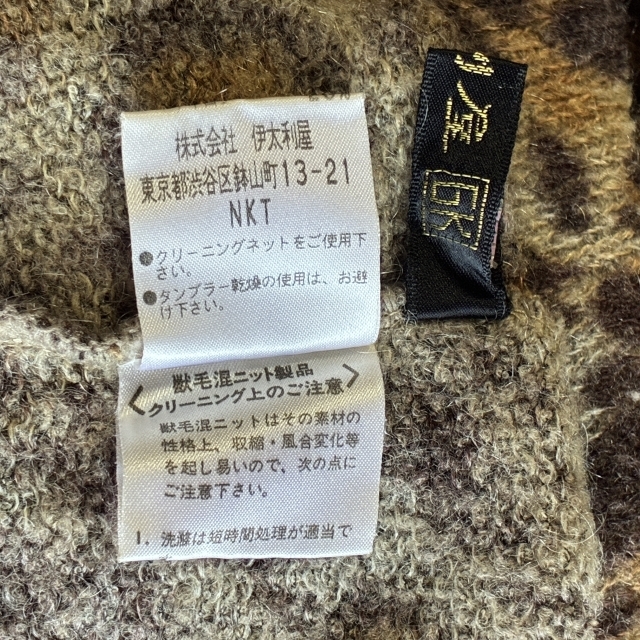 株式会社 伊太利屋
東京都渋谷区鉢山町13-21
NKT
●クリーニングネットをご使用下
さい。
●タンブラー乾燥の使用は、お避
け下さい。
獣毛混ニット製品
クリーニング上のご注意
獣毛混ニットはその素材の
性格上、収縮・風合変化等
を起し易いので、次の点に
ご注意下さい。
1. 洗滌は短時間処理が適当で
GK